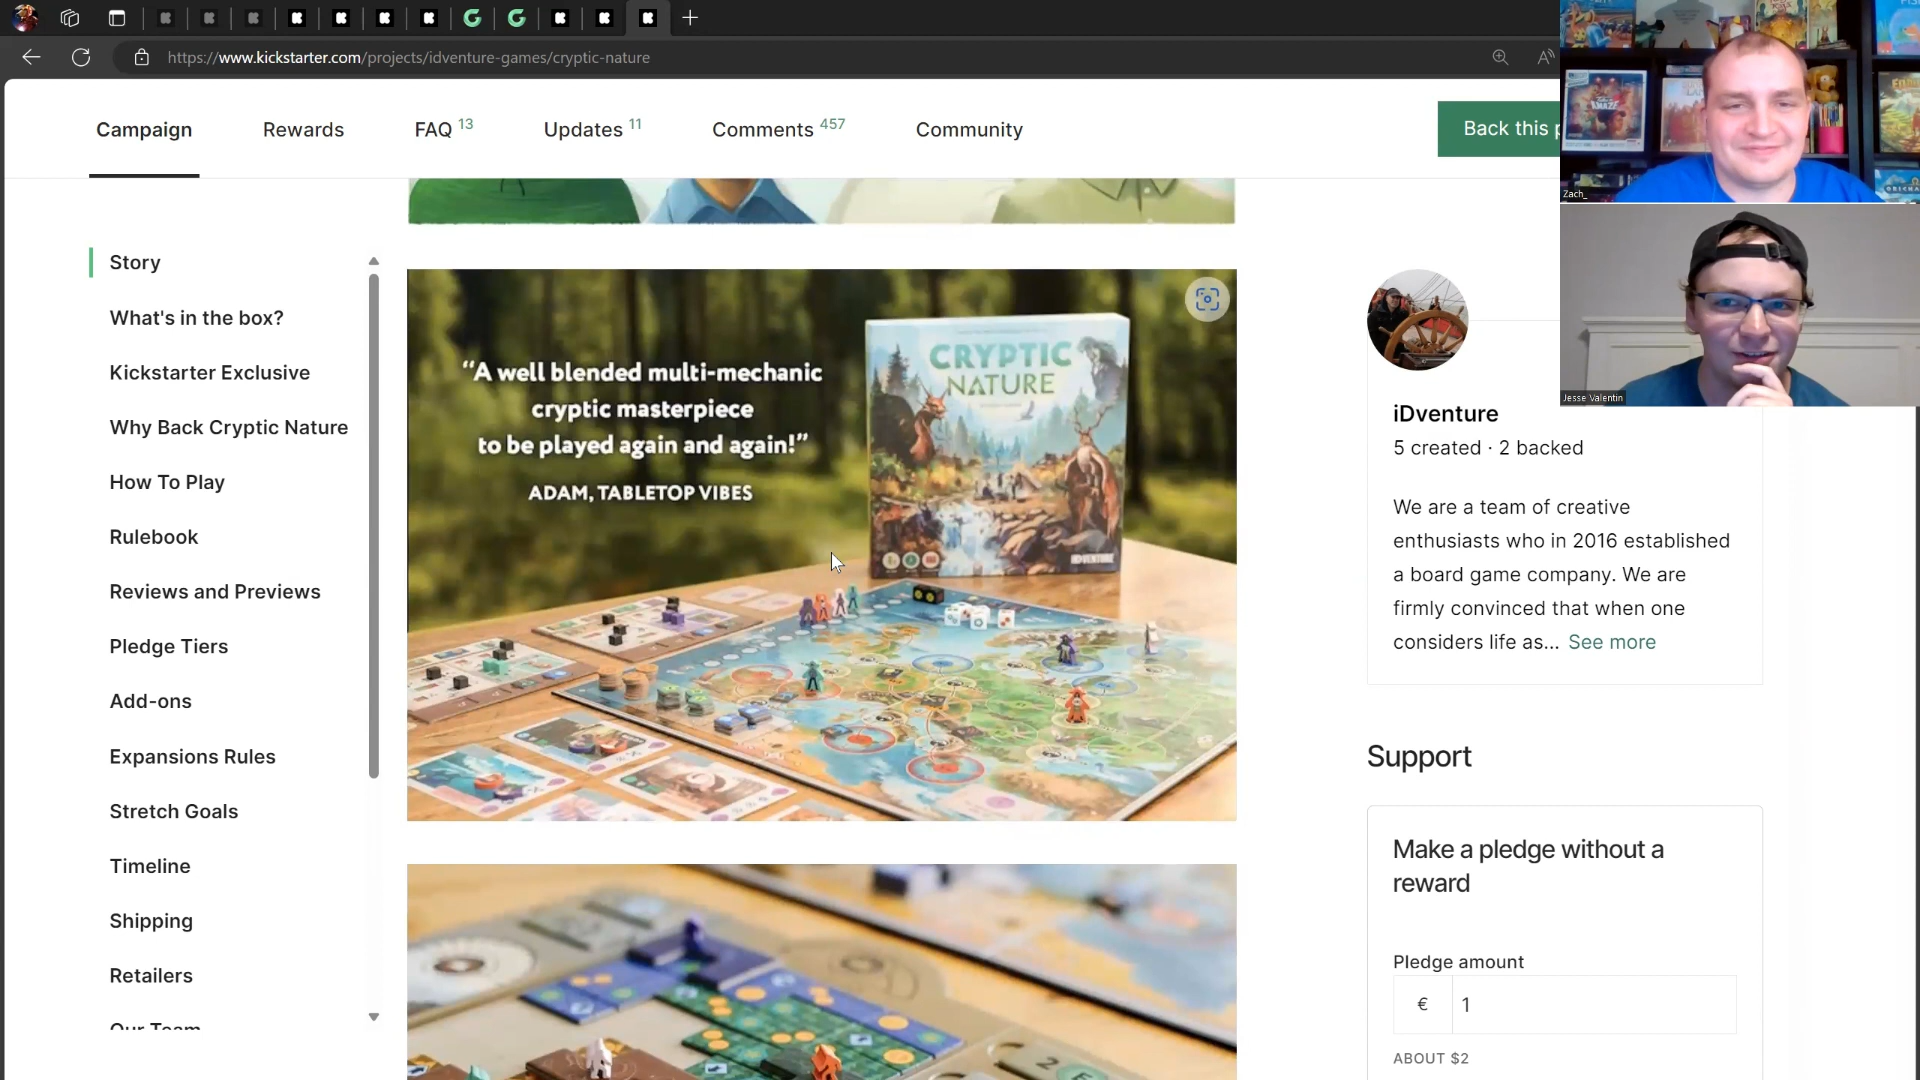 https://www.kickstarter.com/projects/idventure-games/cryptic-nature
Campaign
Rewards
FAQ 13
Updates 11
Comments 457
Community
Back this p
Story
What's in the box?
Kickstarter Exclusive
Why Back Cryptic Nature
How To Play
Rulebook
Reviews and Previews
Pledge Tiers
Add-ons
Expansions Rules
Stretch Goals
Timeline
Shipping
Retailers
Our Team
“A well blended multi-mechanic
cryptic masterpiece
to be played again and again!”
ADAM, TABLETOP VIBES
CRYPTIC
NATURE
iDVENTURE
iDventure
5 created · 2 backed
We are a team of creative
enthusiasts who in 2016 established
a board game company. We are
firmly convinced that when one
considers life as... See more
Support
Make a pledge without a
reward
Pledge amount
€ 1
ABOUT $2
Zach_
Jesse Valentin